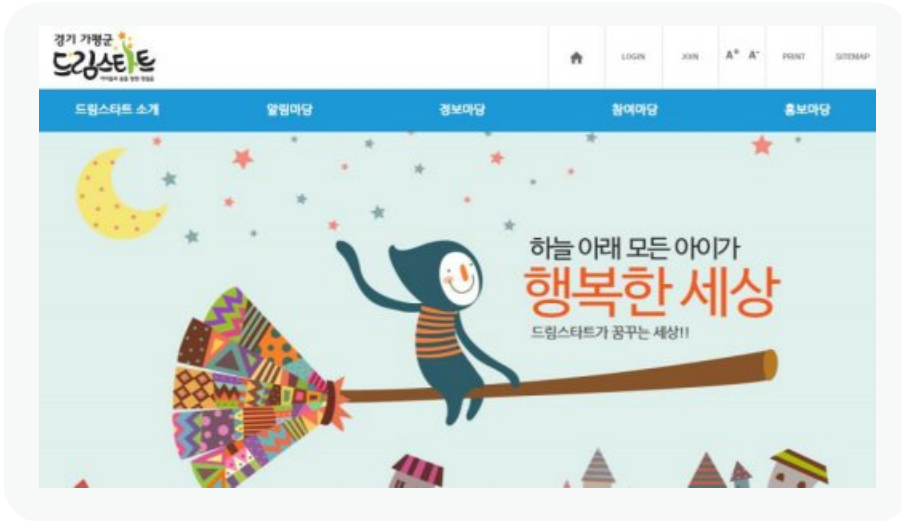 경기 가평군
드림스타트
LOGIN
JOIN
A+ A-
PRINT
SITEMAP
드림스타트 소개
알림마당
정보마당
참여마당
홍보마당
하늘 아래 모든 아이가
행복한 세상
드림스타트가 꿈꾸는 세상!!